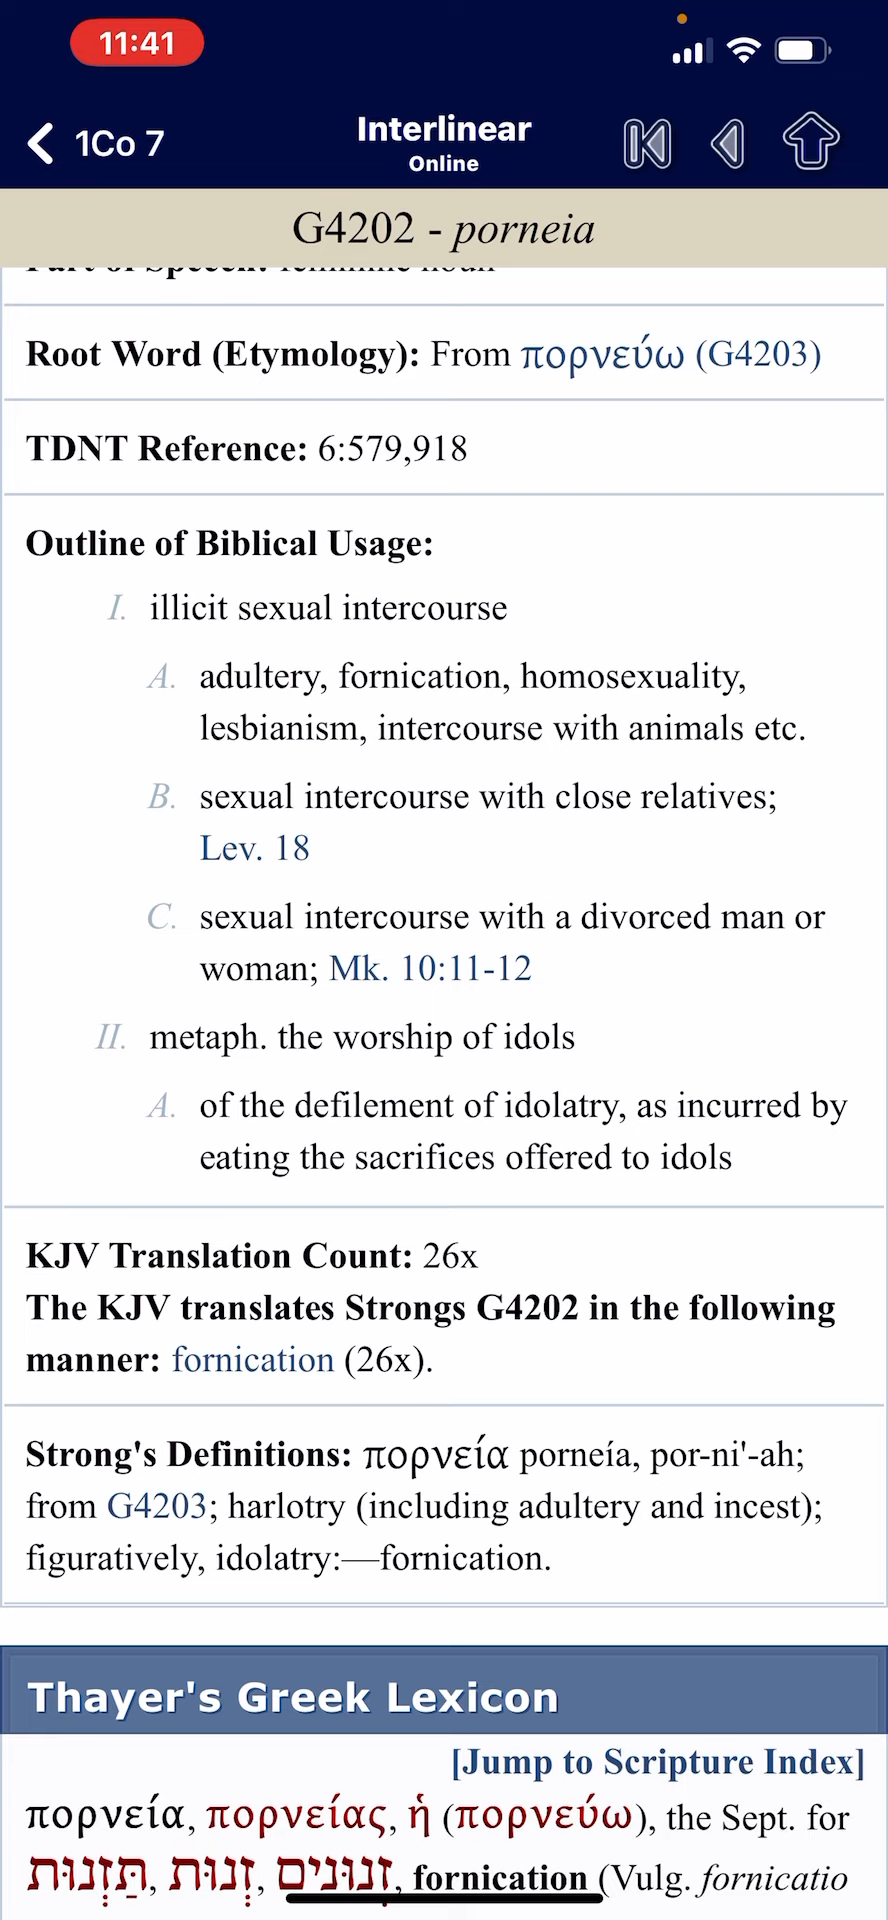 11:41
1Co 7
Interlinear
Online
G4202 - porneia
Part of Speech: feminine noun
Root Word (Etymology): From πορνεύω (G4203)
TDNT Reference: 6:579,918
Outline of Biblical Usage:
I. illicit sexual intercourse
A. adultery, fornication, homosexuality,
lesbianism, intercourse with animals etc.
B. sexual intercourse with close relatives;
Lev. 18
C. sexual intercourse with a divorced man or
woman; Mk. 10:11-12
II. metaph. the worship of idols
A. of the defilement of idolatry, as incurred by
eating the sacrifices offered to idols
KJV Translation Count: 26x
The KJV translates Strongs G4202 in the following
manner: fornication (26x).
Strong's Definitions: πορνεία porneía, por-ni'-ah;
from G4203; harlotry (including adultery and incest);
figuratively, idolatry:—fornication.
Thayer's Greek Lexicon
[Jump to Scripture Index]
πορνεία, πορνείας, ἡ (πορνεύω), the Sept. for
תַּזְנוּת, זְנוּת, זְנוּנִים, fornication (Vulg. fornicatio